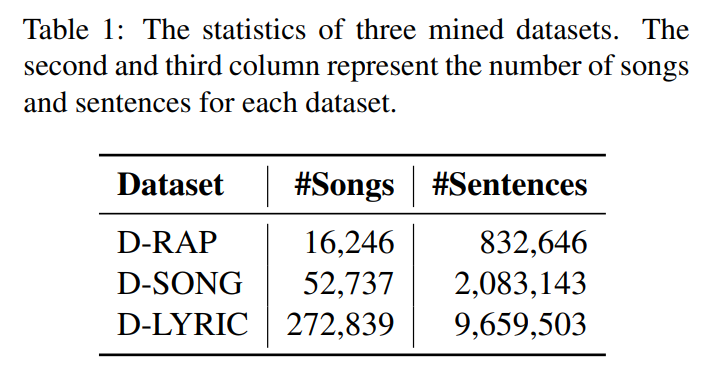 Table 1: The statistics of three mined datasets. The
second and third column represent the number of songs
and sentences for each dataset.
Dataset #Songs #Sentences
D-RAP 16,246 832,646
D-SONG 52,737 2,083,143
D-LYRIC 272,839 9,659,503